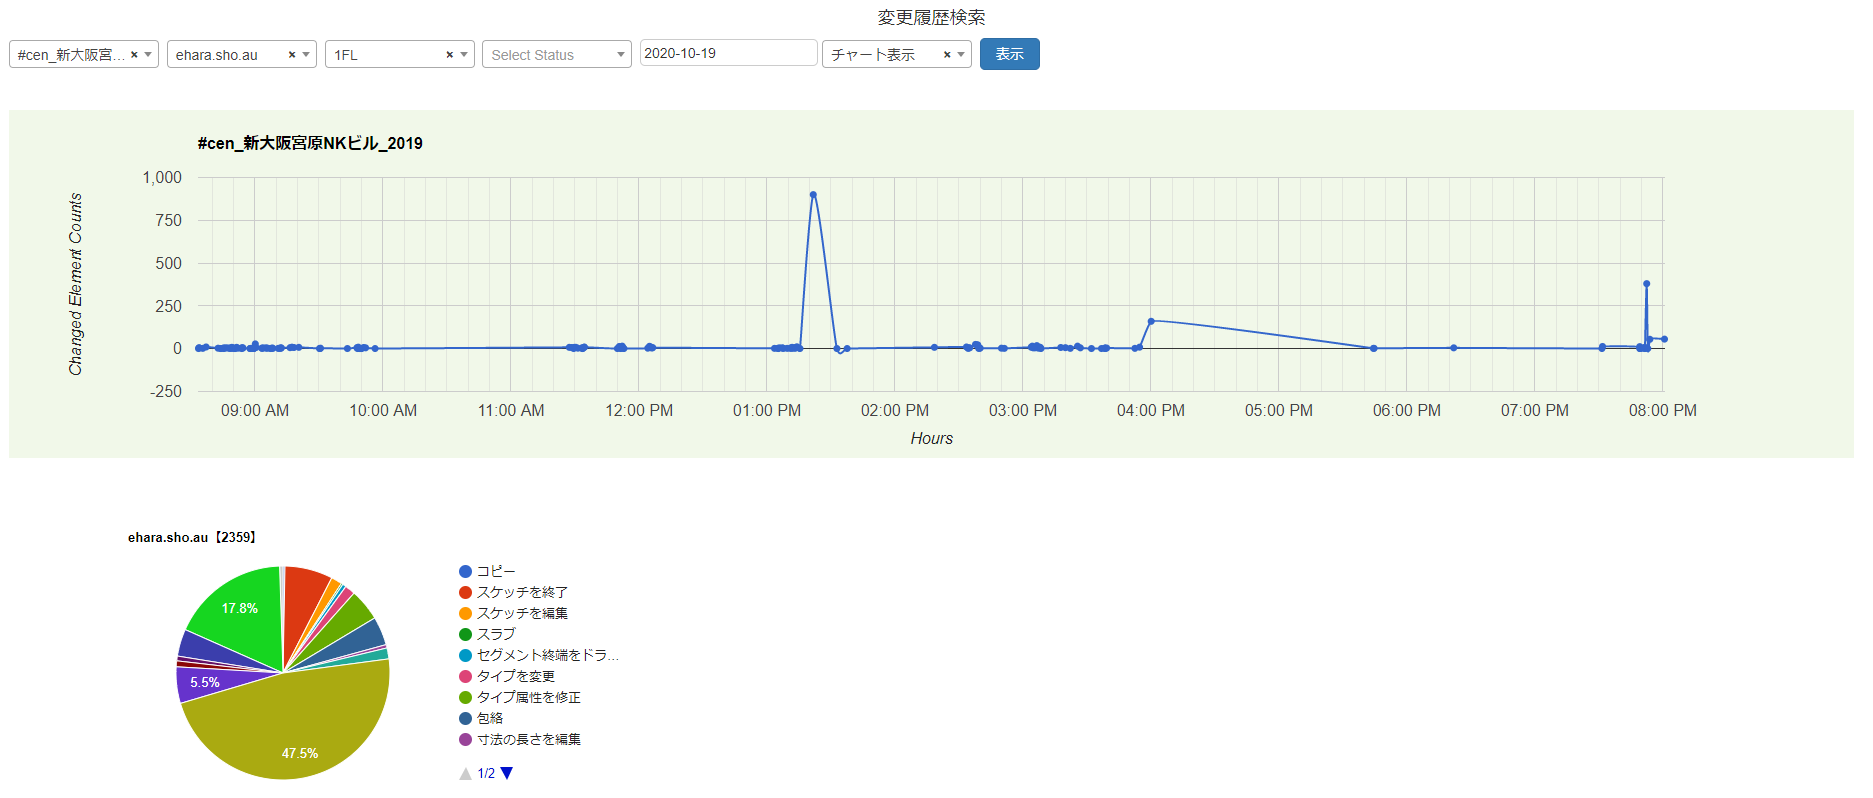 変更履歴検索
#cen_新大阪宮... × ehara.sho.au × 1FL × Select Status 2020-10-19 チャート表示 × 表示
#cen_新大阪宮原NKビル_2019
Changed Element Counts
1,000
750
500
250
0
-250
09:00 AM 10:00 AM 11:00 AM 12:00 PM 01:00 PM 02:00 PM 03:00 PM 04:00 PM 05:00 PM 06:00 PM 07:00 PM 08:00 PM
Hours
ehara.sho.au【2359】
17.8%
5.5%
47.5%
コピー
スケッチを終了
スケッチを編集
スラブ
セグメント終端をドラ...
タイプを変更
タイプ属性を修正
包絡
寸法の長さを編集
1/2